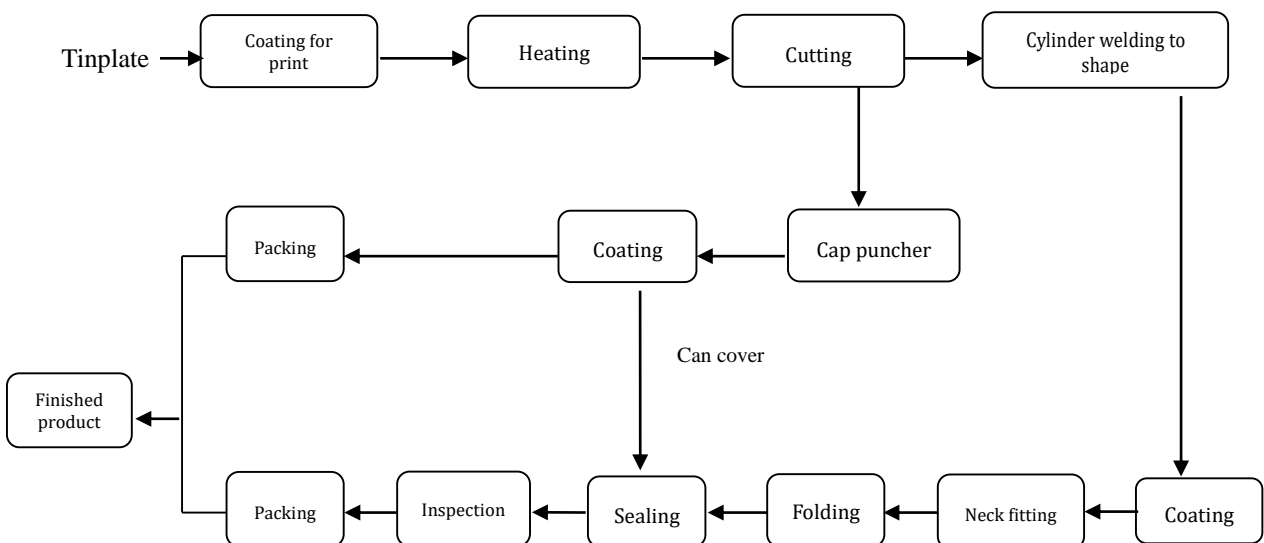 Tinplate
Coating for
print
Heating
Cutting
Cylinder welding to
shape
Packing
Coating
Cap puncher
Can cover
Finished
product
Packing
Inspection
Sealing
Folding
Neck fitting
Coating